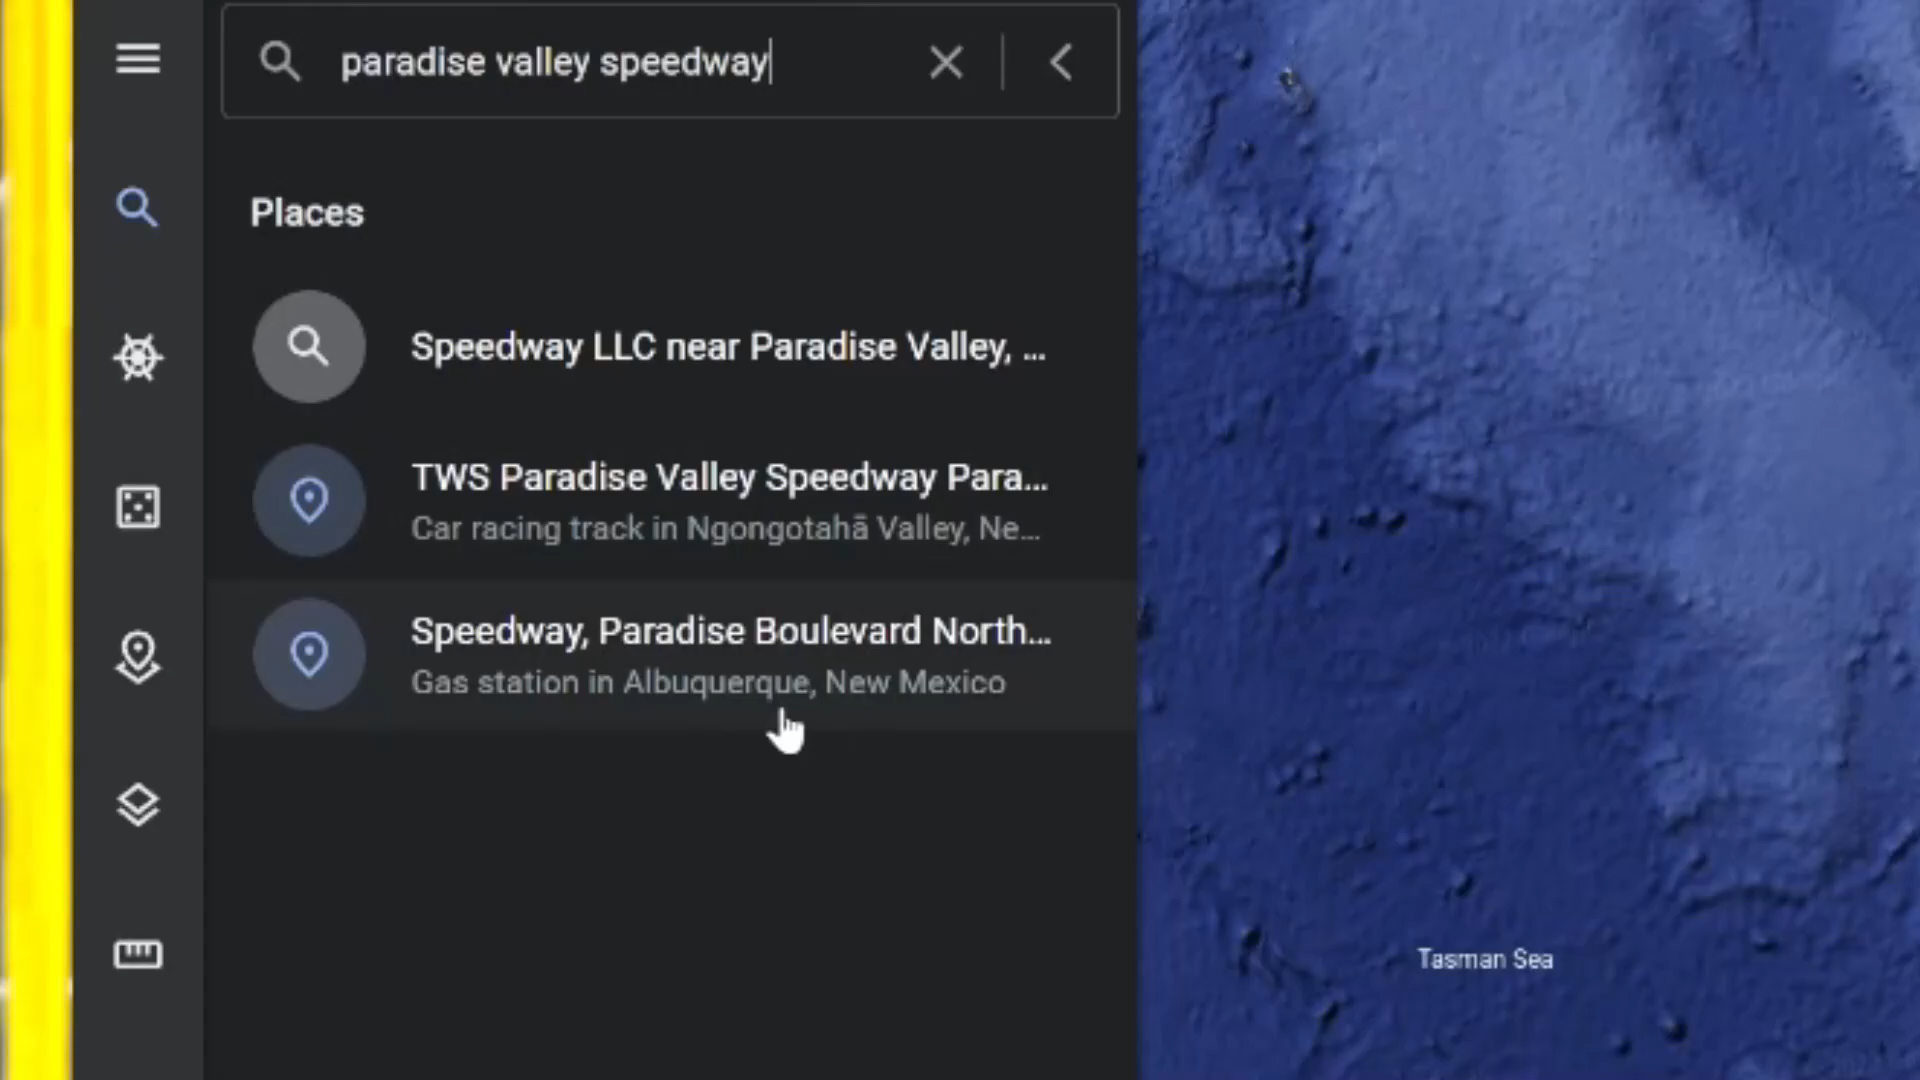 paradise valley speedway
Places
Speedway LLC near Paradise Valley, ...
TWS Paradise Valley Speedway Para...
Car racing track in Ngongotahā Valley, Ne...
Speedway, Paradise Boulevard North...
Gas station in Albuquerque, New Mexico
Tasman Sea